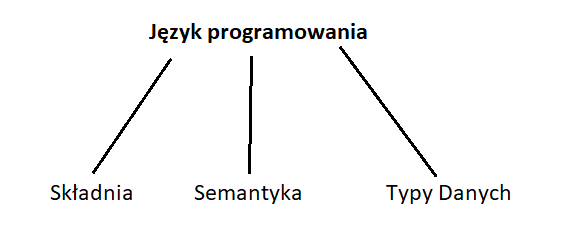 Język programowania
Składnia Semantyka Typy Danych